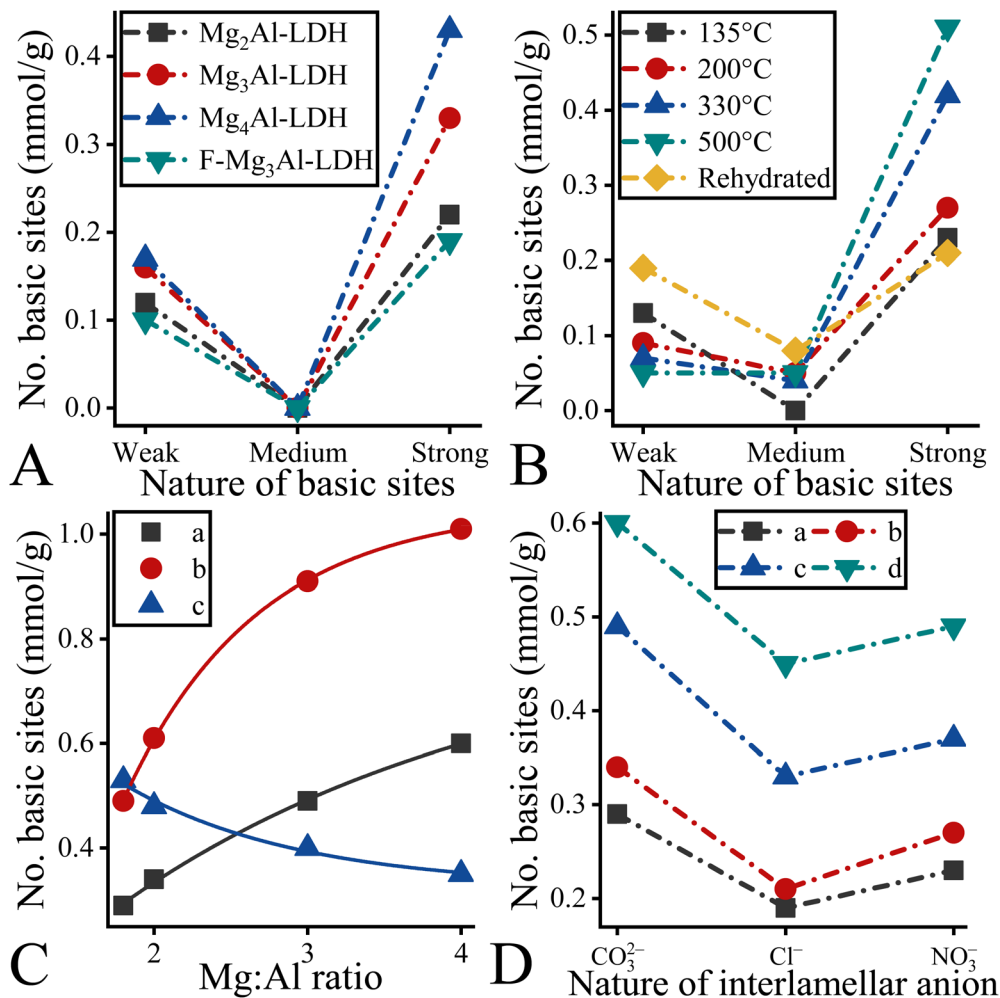 No. basic sites (mmol/g)
0.4
0.3
0.2
0.1
0.0
Mg₂Al-LDH
Mg₃Al-LDH
Mg₄Al-LDH
F-Mg₃Al-LDH
Weak Medium Strong
Nature of basic sites
A
No. basic sites (mmol/g)
0.5
0.4
0.3
0.2
0.1
0.0
135°C
200°C
330°C
500°C
Rehydrated
Weak Medium Strong
Nature of basic sites
B
No. basic sites (mmol/g)
1.0
0.8
0.6
0.4
a
b
c
2 3 4
Mg:Al ratio
C
No. basic sites (mmol/g)
0.6
0.5
0.4
0.3
0.2
a b
c d
CO₃²⁻ Cl⁻ NO₃⁻
Nature of interlamellar anion
D